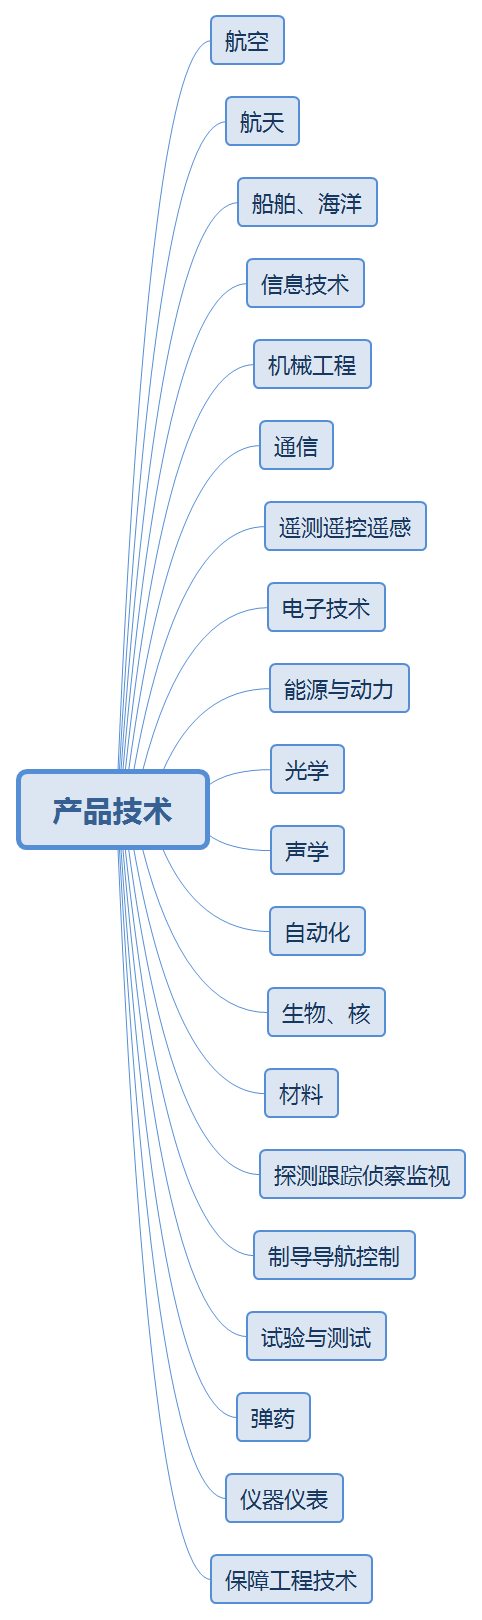 航空
航天
船舶、海洋
信息技术
机械工程
通信
遥测遥控遥感
电子技术
能源与动力
光学
产品技术
声学
自动化
生物、核
材料
探测跟踪侦察监视
制导导航控制
试验与测试
弹药
仪器仪表
保障工程技术